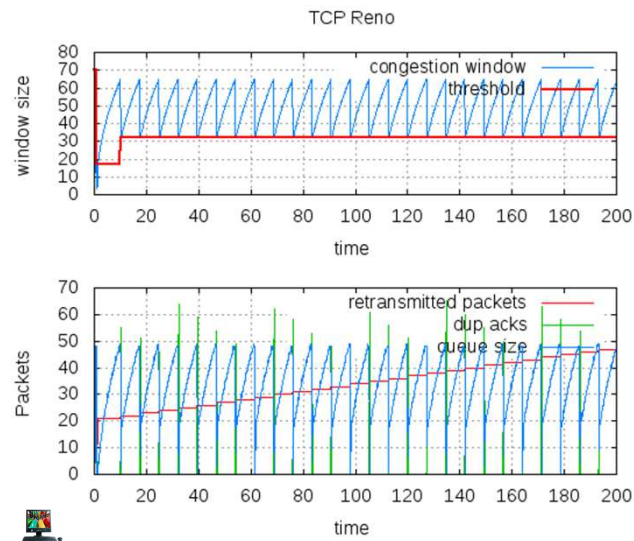 TCP Reno
80
70
60
50
40
30
20
10
0
window size
congestion window
threshold
0 20 40 60 80 100 120 140 160 180 200
time
70
60
50
40
30
20
10
0
Packets
retransmitted packets
dup acks
queue size
0 20 40 60 80 100 120 140 160 180 200
time